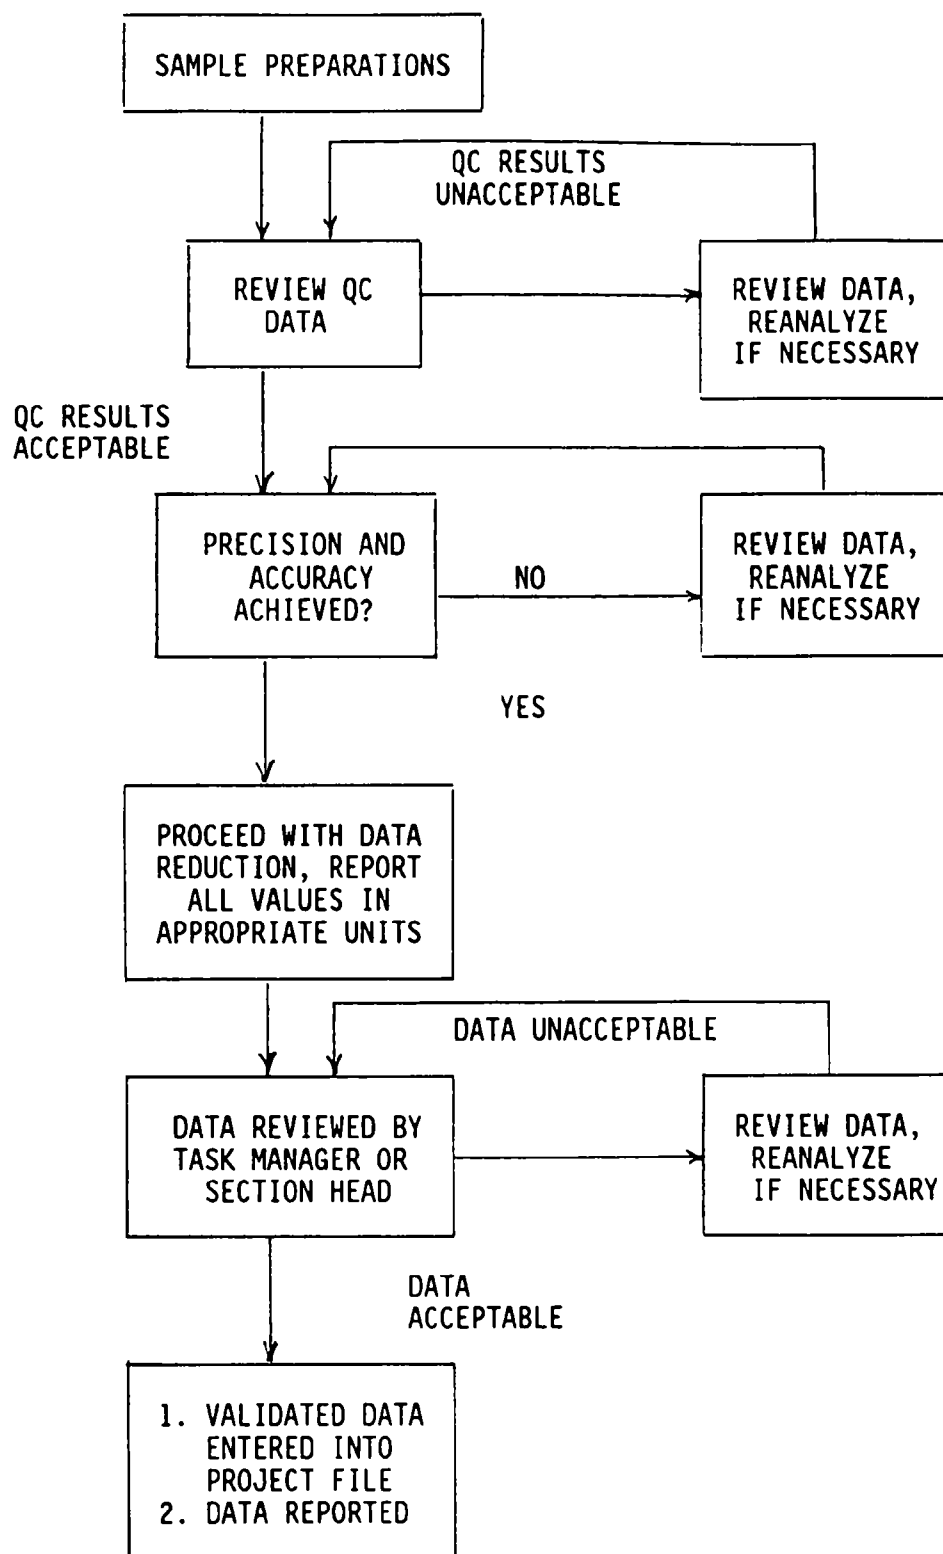 SAMPLE PREPARATIONS
QC RESULTS
UNACCEPTABLE
REVIEW QC
DATA
REVIEW DATA,
REANALYZE
IF NECESSARY
QC RESULTS
ACCEPTABLE
PRECISION AND
ACCURACY
ACHIEVED?
NO
REVIEW DATA,
REANALYZE
IF NECESSARY
YES
PROCEED WITH DATA
REDUCTION, REPORT
ALL VALUES IN
APPROPRIATE UNITS
DATA UNACCEPTABLE
DATA REVIEWED BY
TASK MANAGER OR
SECTION HEAD
REVIEW DATA,
REANALYZE
IF NECESSARY
DATA
ACCEPTABLE
1. VALIDATED DATA
ENTERED INTO
PROJECT FILE
2. DATA REPORTED